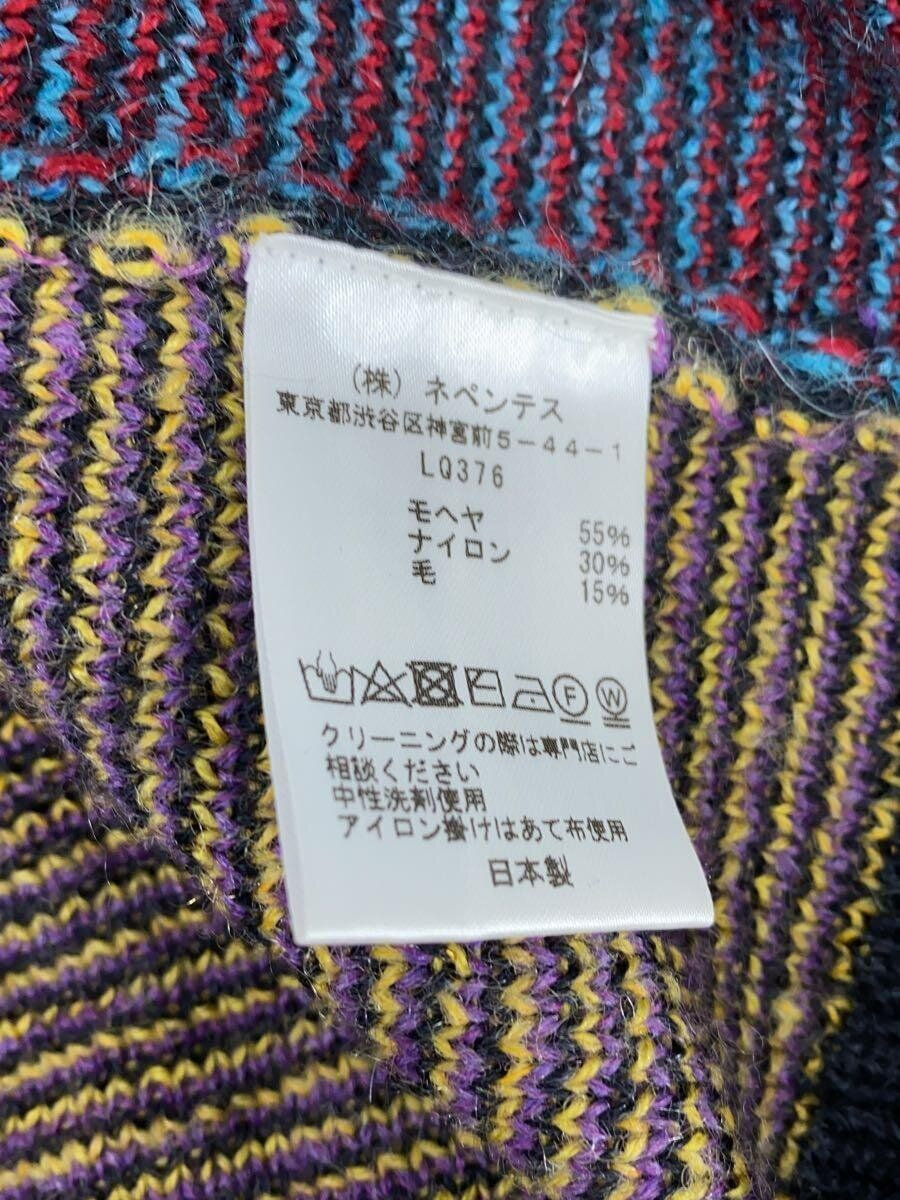 (株) ネペンテス
東京都渋谷区神宮前5-44-1
LQ376
モヘヤ 55%
ナイロン 30%
毛 15%
F W
クリーニングの際は専門店にご
相談ください
中性洗剤使用
アイロン掛けはあて布使用
日本製